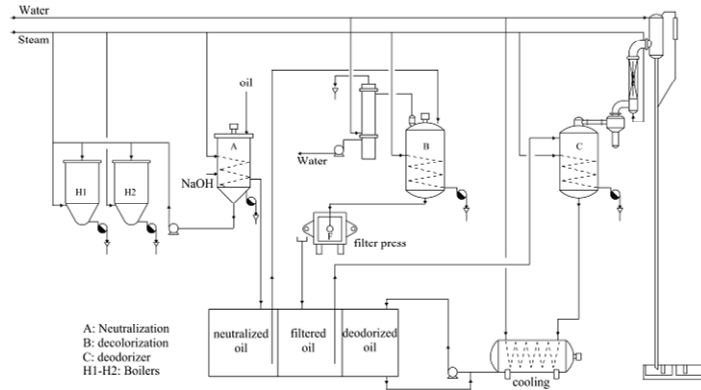 Water
Steam
oil
A
B
C
H1
H2
NaOH
Water
F
filter press
neutralized oil
filtered oil
deodorized oil
cooling
A: Neutralization
B: decolorization
C: deodorizer
H1-H2: Boilers